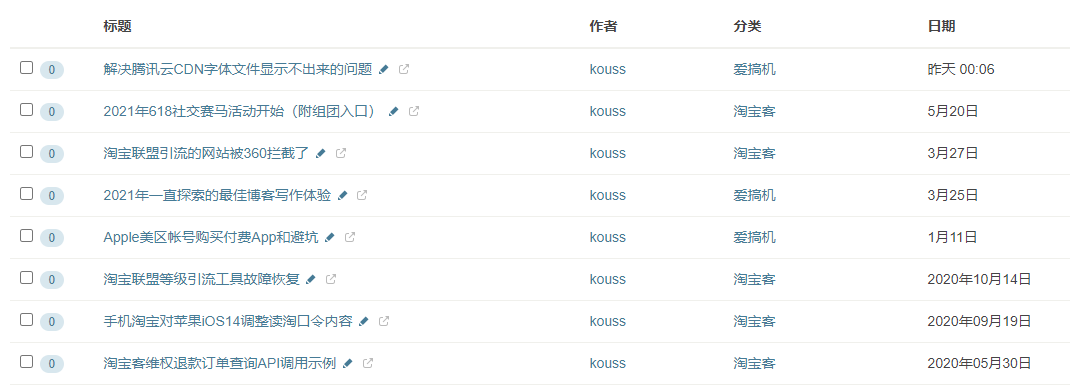 标题 作者 分类 日期
0 解决腾讯云CDN字体文件显示不出来的问题 kouss 爱搞机 昨天 00:06
0 2021年618社交赛马活动开始（附组团入口） kouss 淘宝客 5月20日
0 淘宝联盟引流的网站被360拦截了 kouss 淘宝客 3月27日
0 2021年一直探索的最佳博客写作体验 kouss 爱搞机 3月25日
0 Apple美区帐号购买付费App和避坑 kouss 爱搞机 1月11日
0 淘宝联盟等级引流工具故障恢复 kouss 淘宝客 2020年10月14日
0 手机淘宝对苹果iOS14调整读淘口令内容 kouss 淘宝客 2020年09月19日
0 淘宝客维权退款订单查询API调用示例 kouss 淘宝客 2020年05月30日